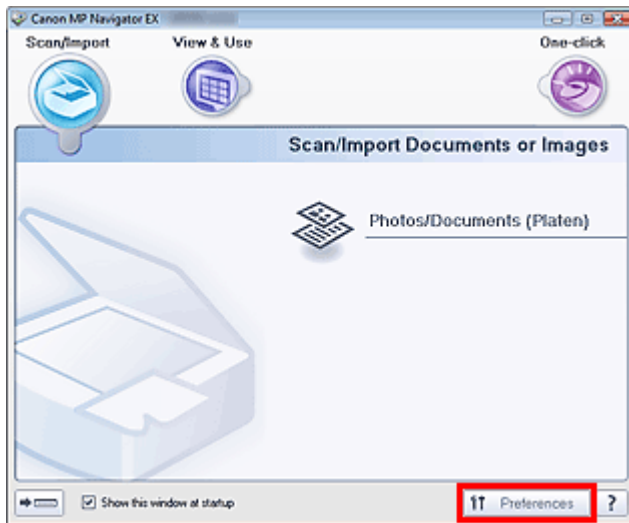 Canon MP Navigator EX
Scan/Import View & Use One-click
Scan/Import Documents or Images
Photos/Documents (Platen)
Show this window at startup
Preferences
?